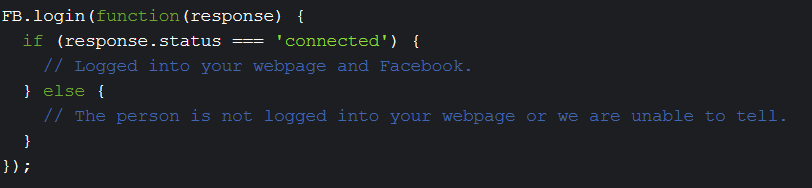 FB.login(function(response) {
  if (response.status === 'connected') {
    // Logged into your webpage and Facebook.
  } else {
    // The person is not logged into your webpage or we are unable to tell.
  }
});